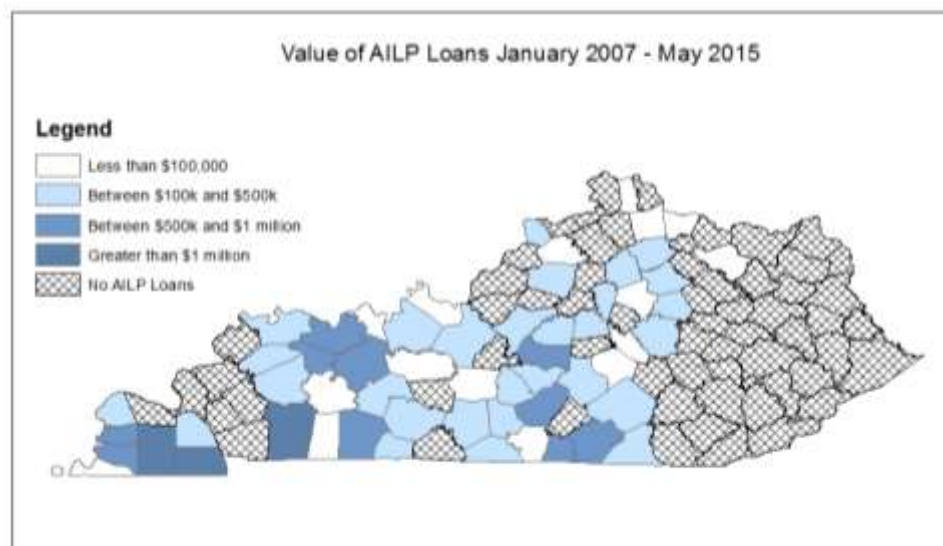 Value of AILP Loans January 2007 - May 2015
Legend
Less than $100,000
Between $100k and $500k
Between $500k and $1 million
Greater than $1 million
No AILP Loans